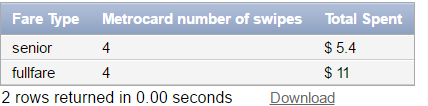 Fare Type Metrocard number of swipes Total Spent
senior 4 $ 5.4
fullfare 4 $ 11
2 rows returned in 0.00 seconds Download